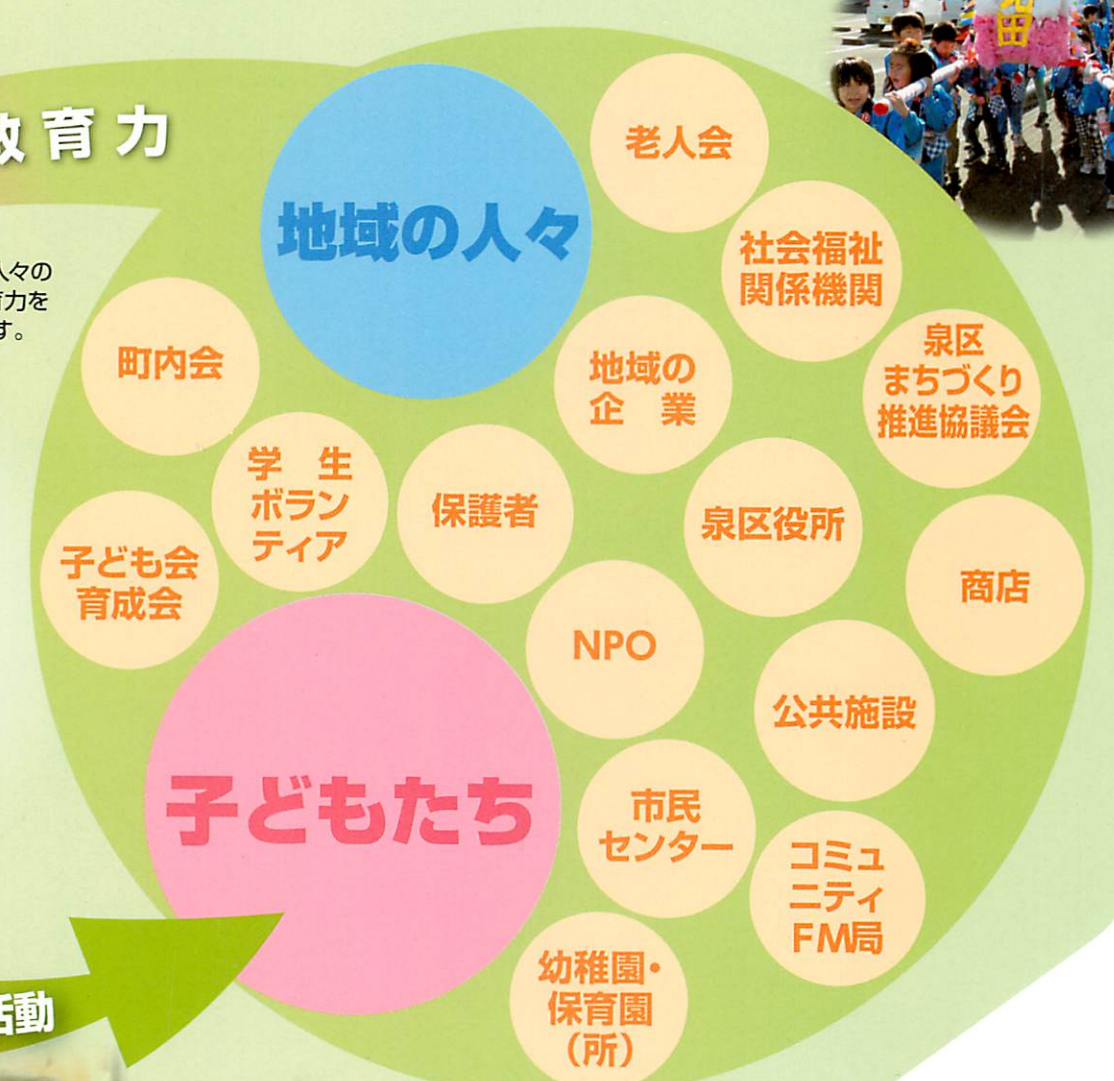 教育力
人々の
育力を
す。
地域の人々
老人会
社会福祉
関係機関
町内会
地域の
企　業
泉区
まちづくり
推進協議会
学　生
ボラン
ティア
保護者
泉区役所
子ども会
育成会
商店
NPO
公共施設
子どもたち
市民
センター
コミュ
ニティ
FM局
幼稚園・
保育園
（所）
活動
田